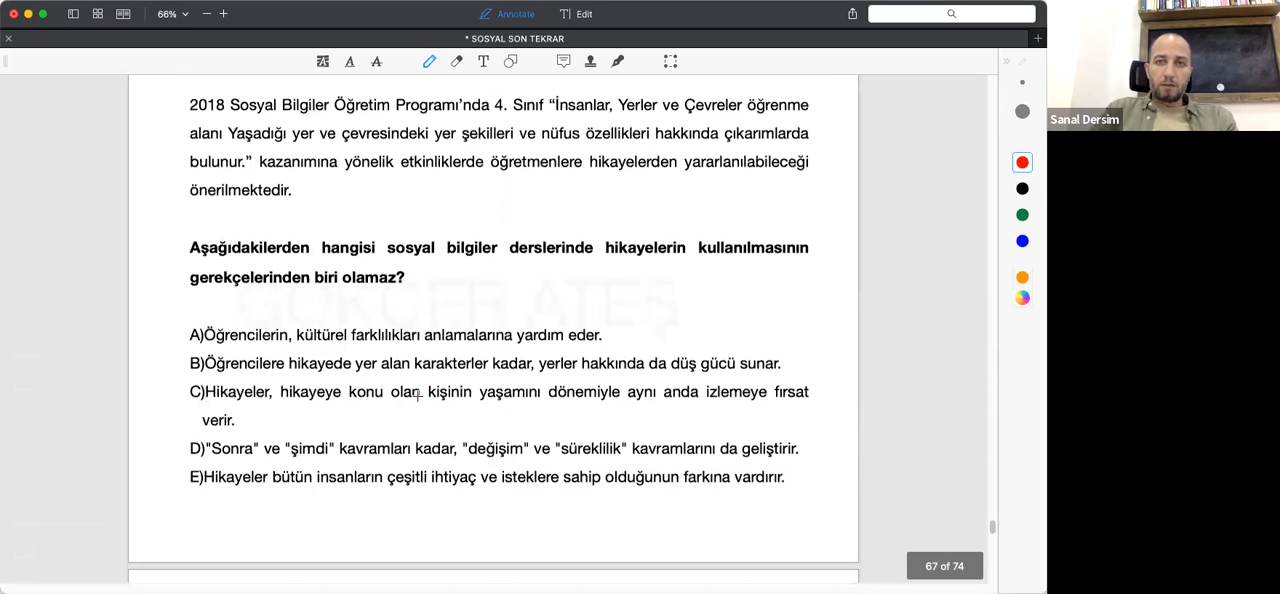 66%
Annotate
Edit
* SOSYAL SON TEKRAR
2018 Sosyal Bilgiler Öğretim Programı’nda 4. Sınıf “İnsanlar, Yerler ve Çevreler öğrenme
alanı Yaşadığı yer ve çevresindeki yer şekilleri ve nüfus özellikleri hakkında çıkarımlarda
bulunur.” kazanımına yönelik etkinliklerde öğretmenlere hikayelerden yararlanılabileceği
önerilmektedir.
Aşağıdakilerden hangisi sosyal bilgiler derslerinde hikayelerin kullanılmasının
gerekçelerinden biri olamaz?
GÖKÇER ATEŞ
A)Öğrencilerin, kültürel farklılıkları anlamalarına yardım eder.
B)Öğrencilere hikayede yer alan karakterler kadar, yerler hakkında da düş gücü sunar.
C)Hikayeler, hikayeye konu olan kişinin yaşamını dönemiyle aynı anda izlemeye fırsat
verir.
D)"Sonra" ve "şimdi" kavramları kadar, "değişim" ve "süreklilik" kavramlarını da geliştirir.
E)Hikayeler bütün insanların çeşitli ihtiyaç ve isteklere sahip olduğunun farkına vardırır.
67 of 74
Sanal Dersim